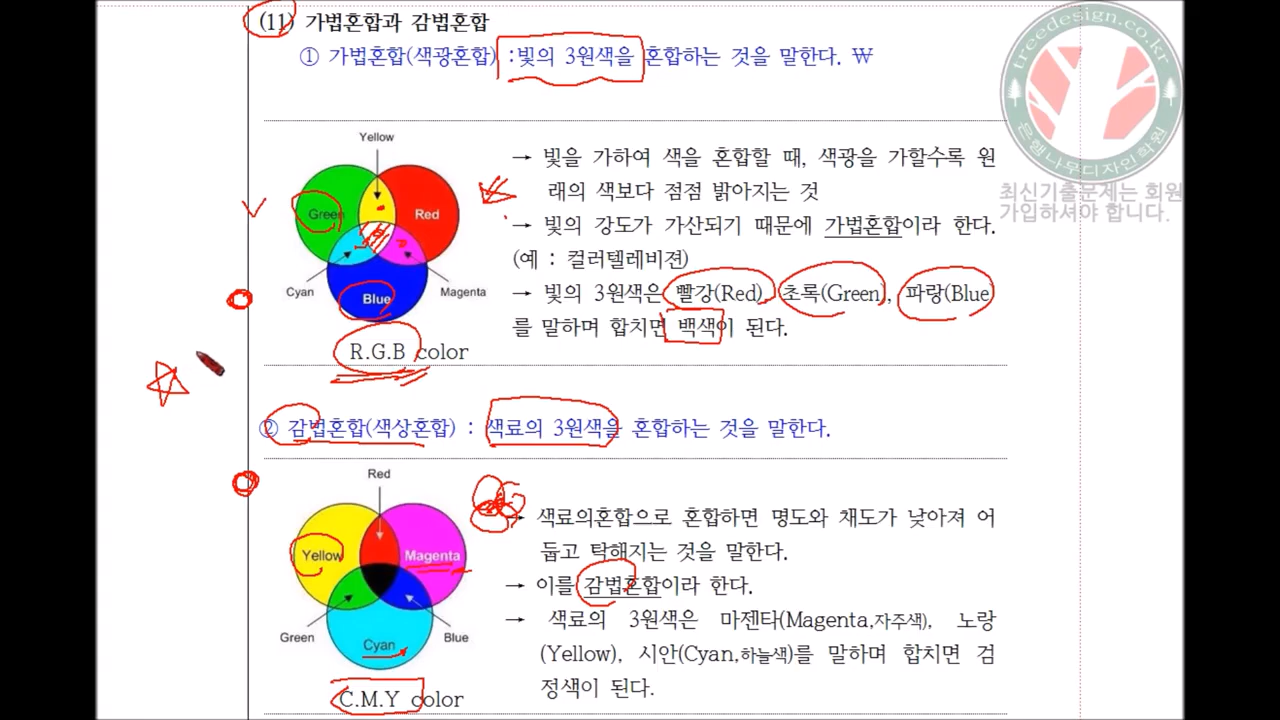 (11) 가법혼합과 감법혼합
① 가법혼합(색광혼합) :빛의 3원색을 혼합하는 것을 말한다. ₩
treedesign.co.kr
은행나무디자인학원
최신기출문제는 회원
가입하셔야 합니다.
Yellow
Green
Red
Cyan
Blue
Magenta
R.G.B color
→ 빛을 가하여 색을 혼합할 때, 색광을 가할수록 원
래의 색보다 점점 밝아지는 것
→ 빛의 강도가 가산되기 때문에 가법혼합이라 한다.
(예 : 컬러텔레비젼)
→ 빛의 3원색은 빨강(Red), 초록(Green), 파랑(Blue)
를 말하며 합치면 백색이 된다.
② 감법혼합(색상혼합) : 색료의 3원색을 혼합하는 것을 말한다.
Red
Yellow
Magenta
Green
Cyan
Blue
C.M.Y color
→ 색료의혼합으로 혼합하면 명도와 채도가 낮아져 어
둡고 탁해지는 것을 말한다.
→ 이를 감법혼합이라 한다.
→ 색료의 3원색은 마젠타(Magenta,자주색), 노랑
(Yellow), 시안(Cyan,하늘색)를 말하며 합치면 검
정색이 된다.